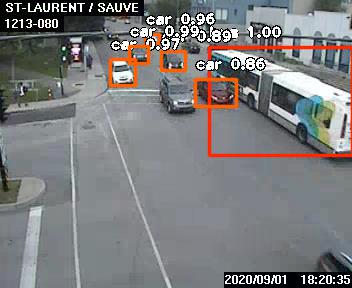 ST-LAURENT / SAUVE
1213-080
car 0.96
car 0.99
0.89
1.00
car 0.97
car 0.86
2020/09/01 18:20:35